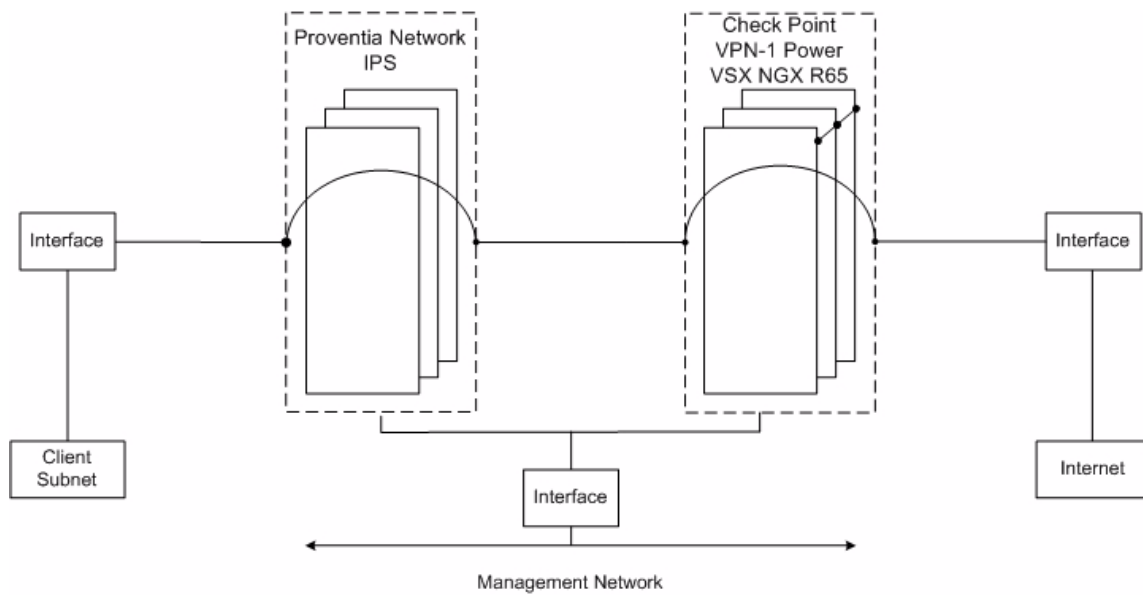 Proventia Network
IPS
Check Point
VPN-1 Power
VSX NGX R65
Interface
Interface
Client
Subnet
Interface
Internet
Management Network